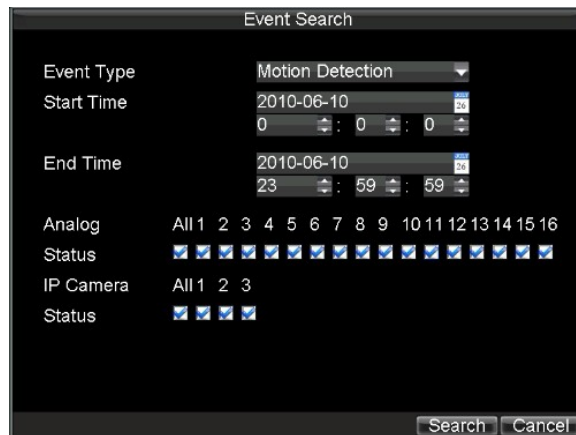 Event Search
Event Type Motion Detection
Start Time 2010-06-10
0 : 0 : 0
End Time 2010-06-10
23 : 59 : 59
Analog All 1 2 3 4 5 6 7 8 9 10 11 12 13 14 15 16
Status
IP Camera All 1 2 3
Status
Search Cancel